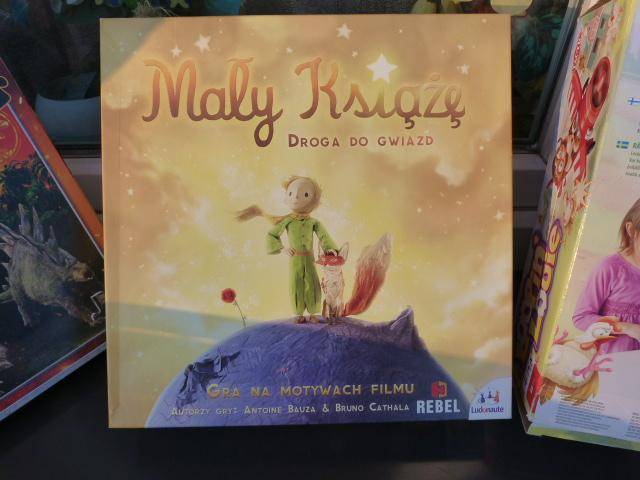 Mały Książę
DROGA DO GWIAZD
GRA NA MOTYWACH FILMU
AUTORZY GRY: ANTOINE BAUZA & BRUNO CATHALA
REBEL
Ludonaute